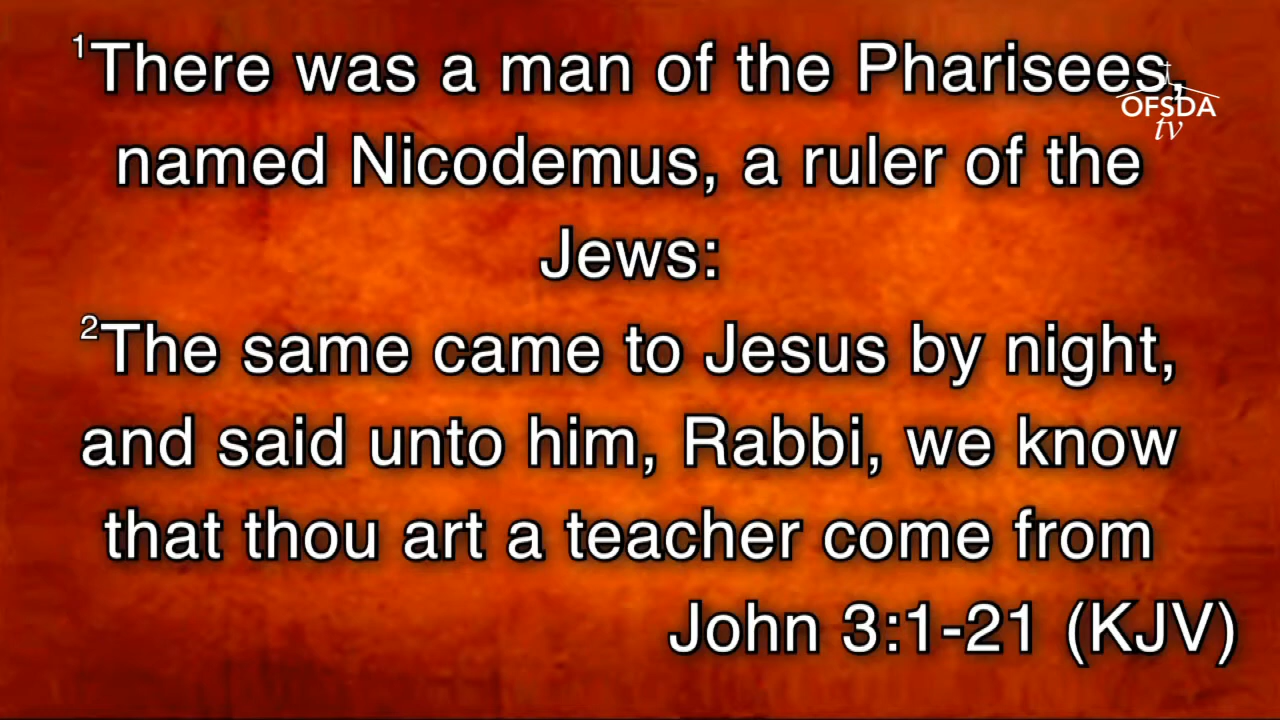 ¹There was a man of the Pharisees,
named Nicodemus, a ruler of the
Jews:
²The same came to Jesus by night,
and said unto him, Rabbi, we know
that thou art a teacher come from
John 3:1-21 (KJV)
OFSDA
tv